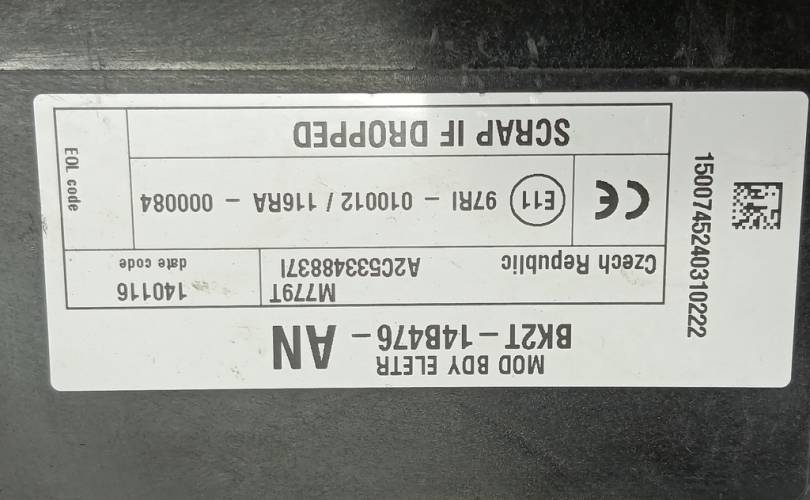 MOD BDY ELETR
BK2T-14B476-AN
M779T
140116
Czech Republic
A2C53348837I
date code
CE
E11
97RI - 010012 / 116RA - 000084
SCRAP IF DROPPED
EOL code
1500745240310222